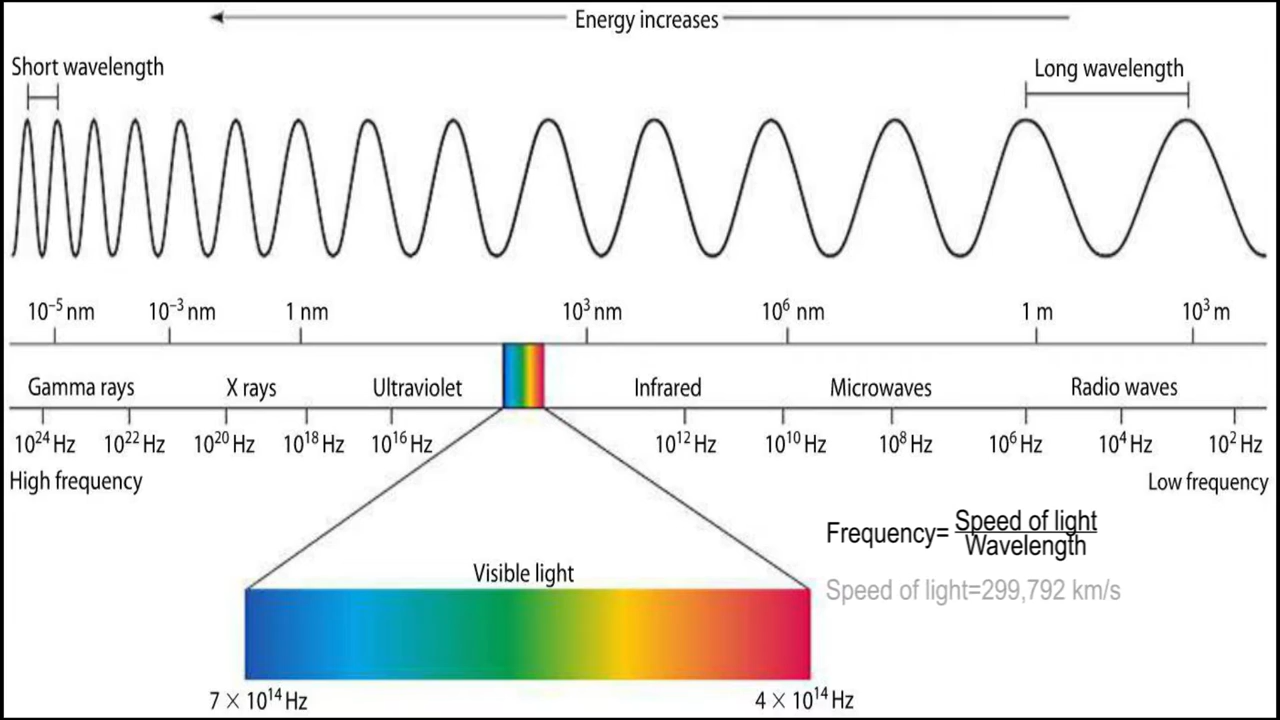 Energy increases
Short wavelength
Long wavelength
10⁻⁵ nm 10⁻³ nm 1 nm 10³ nm 10⁶ nm 1 m 10³ m
Gamma rays X rays Ultraviolet Infrared Microwaves Radio waves
10²⁴ Hz 10²² Hz 10²⁰ Hz 10¹⁸ Hz 10¹⁶ Hz 10¹² Hz 10¹⁰ Hz 10⁸ Hz 10⁶ Hz 10⁴ Hz 10² Hz
High frequency Low frequency
Frequency= Speed of light
Wavelength
Visible light
Speed of light=299,792 km/s
7 × 10¹⁴ Hz 4 × 10¹⁴ Hz